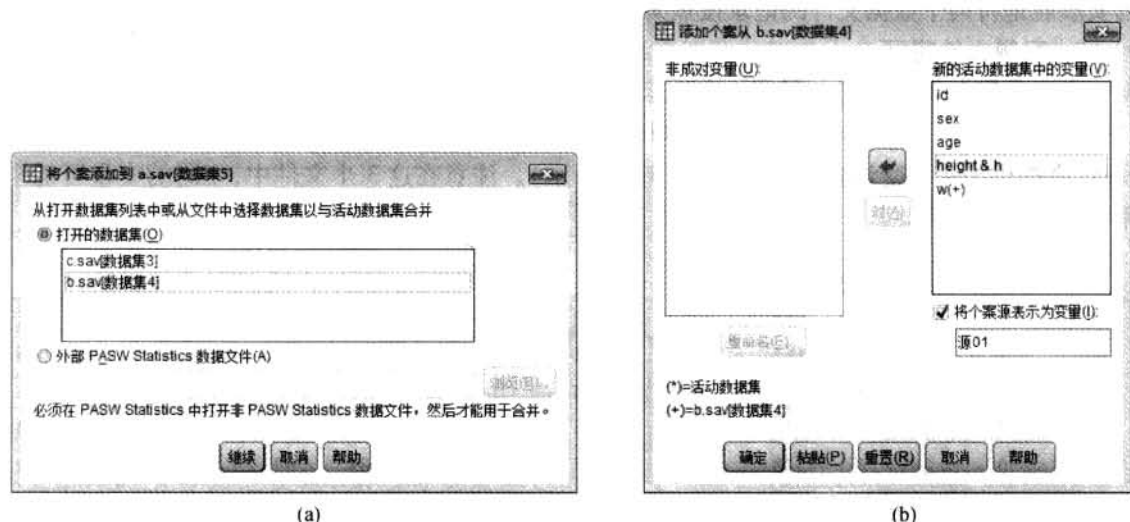 将个案添加到 a.sav[数据集5]
从打开数据集列表中或从文件中选择数据集以与活动数据集合并
打开的数据集(O)
c.sav[数据集3]
b.sav[数据集4]
外部 PASW Statistics 数据文件(A)
浏览(B)...
必须在 PASW Statistics 中打开非 PASW Statistics 数据文件，然后才能用于合并。
继续 取消 帮助
(a)
添加个案从 b.sav[数据集4]
非成对变量(U):
新的活动数据集中的变量(V):
id
sex
age
height & h
w(+)
对(A)
将个案源表示为变量(I):
源01
(*)=活动数据集
(+)=b.sav[数据集4]
确定 粘贴(P) 重置(R) 取消 帮助
(b)